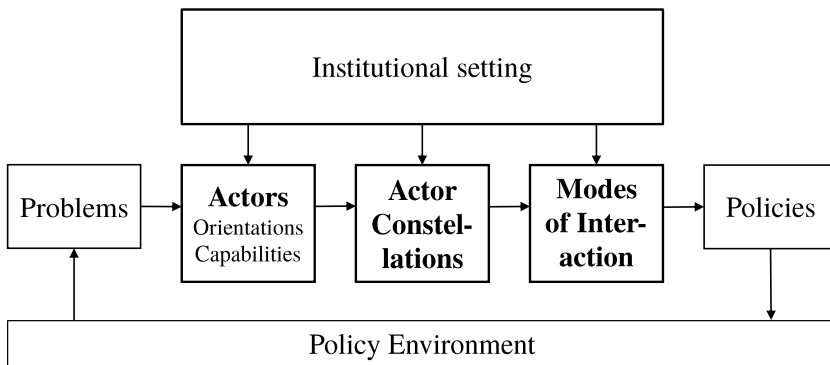 Institutional setting
Problems
Actors
Orientations
Capabilities
Actor
Constel-
lations
Modes
of Inter-
action
Policies
Policy Environment